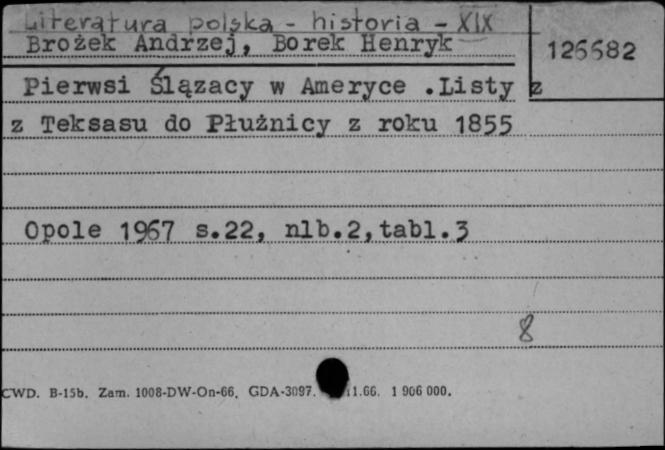 Literatura polska - historia - XIX
Brożek Andrzej, Borek Henryk
126682
Pierwsi Ślązacy w Ameryce .Listy z
z Teksasu do Płużnicy z roku 1855
Opole 1967 s.22, nlb.2,tabl.3
8
CWD. B-15b. Zam. 1008-DW-On-66. GDA-3097. 11.66. 1 906 000.